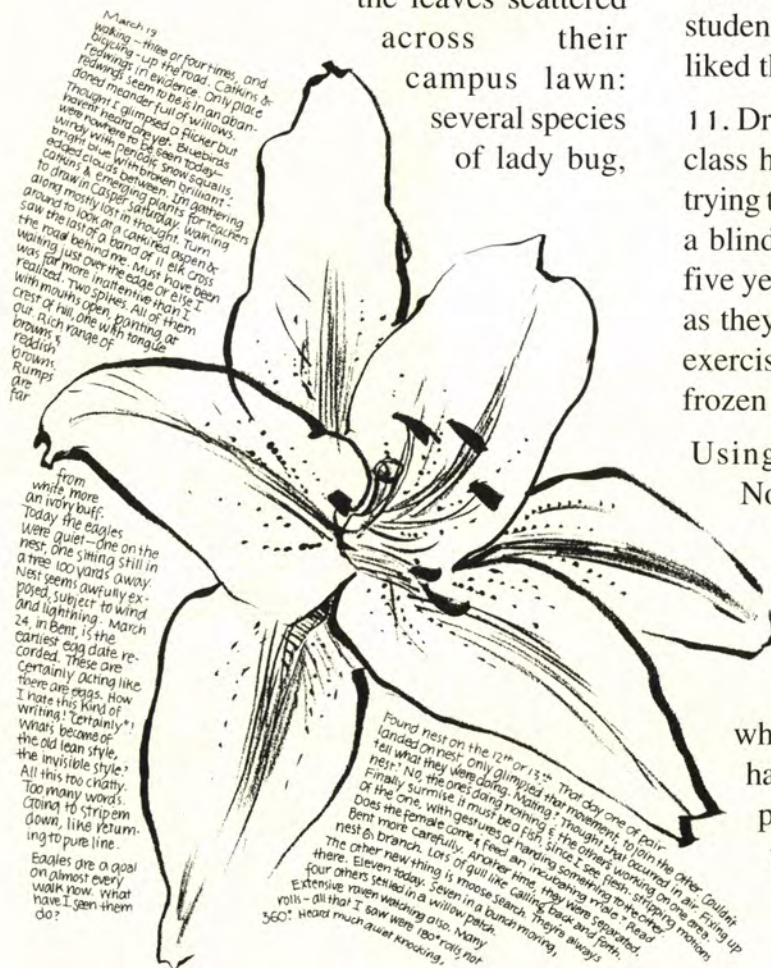 the leaves scattered
across their
campus lawn:
several species
of lady bug,
studen
liked th
11. Dr
class h
trying t
a blind
five ye
as they
exercis
frozen
Using
No
wh
ha
p
March 19
walking – three or four times, and
bicycling – up the road. Catkins &
redwings in evidence. Only place
redwings seem to be is in an aban-
doned meander full of willows.
Thought I glimpsed a flicker but
havent heard one yet. Bluebirds
were nowhere to be seen today –
windy with periodic snow squalls,
bright blue, with broken brilliant-
edged clouds between. Im gathering
catkins & emerging plants for teachers
to draw in Casper Saturday. Walking
along mostly lost in thought. Turn
around to look at a catkined aspen &
saw the last of a band of 11 elk cross
the road behind me. Must have been
waiting just over the edge or else I
was far more inattentive than I
realized. Two spikes. All of them
with mouths open, panting, at
crest of hill, one with tongue
out. Rich range of
browns &
reddish
browns.
Rumps
are
far
from
white, more
an ivory buff.
Today the eagles
were quiet – one on the
nest, one sitting still in
a tree 100 yards away.
Nest seems awfully ex-
posed, subject to wind
and lighthing. March
24, in Bent, is the
earliest egg date re-
corded. These are
certainly acting like
there are eggs. How
I hate this kind of
writing! "Certainly"!
Whats become of
the old lean style,
the invisible style?
All this too chatty.
Too many words.
Going to strip em
down, like return-
ing to pure line.
Eagles are a goal
on almost every
walk now. What
have I seen them
do?
Found nest on the 12th or 13th. That day one of pair
landed on nest, only glimpsed that movement to join the other. Couldnt
tell what they were doing. Mating? Thought that occurred in air. Fixing up
nest? No, the ones doing nothing & the others working on one area.
Finally surmise it must be a fish, since I see flesh, stripping motions
of the one, with gestures of handing something to the other.
Does the female come & feed an incubating male? Read
Bent more carefully. Another time, they were separated,
nest & branch. Lots of gull like calling back and forth.
The other new thing is moose search. They're always
there. Eleven today. Seven in a bunch moving,
four others settled in a willow patch.
Extensive raven watching also. Many
rolls – all that I saw were 180° rolls, not
360°. Heard much quiet knocking,